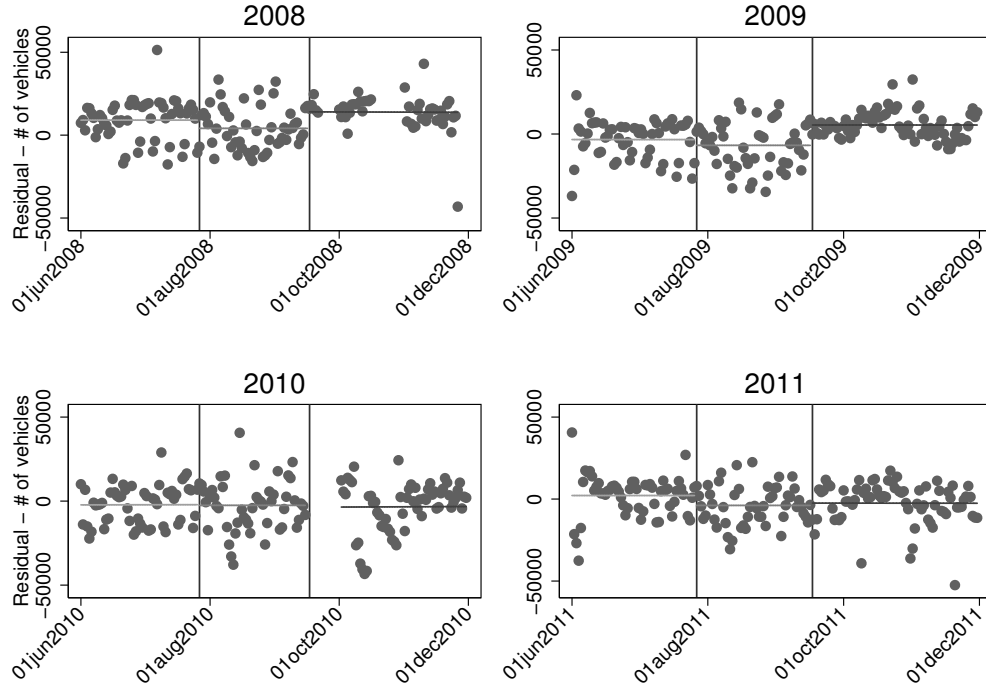 2008
Residual − # of vehicles
50000
0
−50000
01jun2008
01aug2008
01oct2008
01dec2008
2009
50000
0
−50000
01jun2009
01aug2009
01oct2009
01dec2009
2010
Residual − # of vehicles
50000
0
−50000
01jun2010
01aug2010
01oct2010
01dec2010
2011
50000
0
−50000
01jun2011
01aug2011
01oct2011
01dec2011